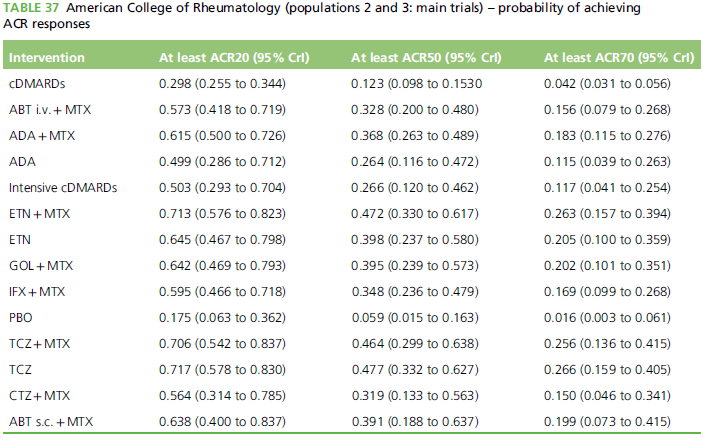 TABLE 37 American College of Rheumatology (populations 2 and 3: main trials) – probability of achieving
ACR responses
Intervention At least ACR20 (95% CrI) At least ACR50 (95% CrI) At least ACR70 (95% CrI)
cDMARDs 0.298 (0.255 to 0.344) 0.123 (0.098 to 0.1530 0.042 (0.031 to 0.056)
ABT i.v. + MTX 0.573 (0.418 to 0.719) 0.328 (0.200 to 0.480) 0.156 (0.079 to 0.268)
ADA + MTX 0.615 (0.500 to 0.726) 0.368 (0.263 to 0.489) 0.183 (0.115 to 0.276)
ADA 0.499 (0.286 to 0.712) 0.264 (0.116 to 0.472) 0.115 (0.039 to 0.263)
Intensive cDMARDs 0.503 (0.293 to 0.704) 0.266 (0.120 to 0.462) 0.117 (0.041 to 0.254)
ETN + MTX 0.713 (0.576 to 0.823) 0.472 (0.330 to 0.617) 0.263 (0.157 to 0.394)
ETN 0.645 (0.467 to 0.798) 0.398 (0.237 to 0.580) 0.205 (0.100 to 0.359)
GOL + MTX 0.642 (0.469 to 0.793) 0.395 (0.239 to 0.573) 0.202 (0.101 to 0.351)
IFX + MTX 0.595 (0.466 to 0.718) 0.348 (0.236 to 0.479) 0.169 (0.099 to 0.268)
PBO 0.175 (0.063 to 0.362) 0.059 (0.015 to 0.163) 0.016 (0.003 to 0.061)
TCZ + MTX 0.706 (0.542 to 0.837) 0.464 (0.299 to 0.638) 0.256 (0.136 to 0.415)
TCZ 0.717 (0.578 to 0.830) 0.477 (0.332 to 0.627) 0.266 (0.159 to 0.405)
CTZ + MTX 0.564 (0.314 to 0.785) 0.319 (0.133 to 0.563) 0.150 (0.046 to 0.341)
ABT s.c. + MTX 0.638 (0.400 to 0.837) 0.391 (0.188 to 0.637) 0.199 (0.073 to 0.415)